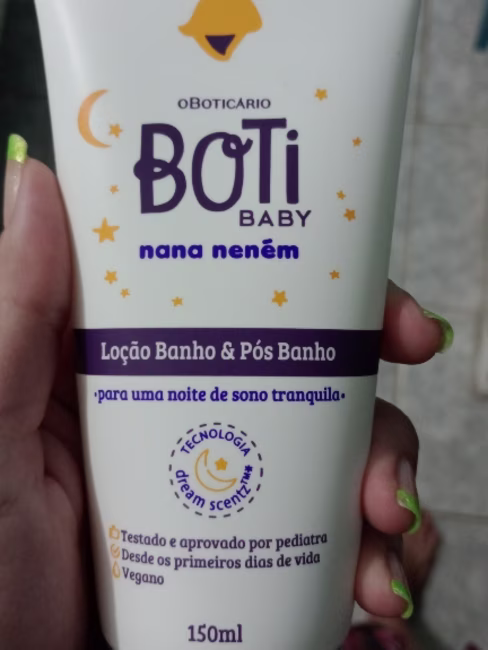 oBoticário
BOTi
BABY
nana neném
Loção Banho & Pós Banho
•para uma noite de sono tranquila•
TECNOLOGIA
dream scentz™*
Testado e aprovado por pediatra
Desde os primeiros dias de vida
Vegano
150ml